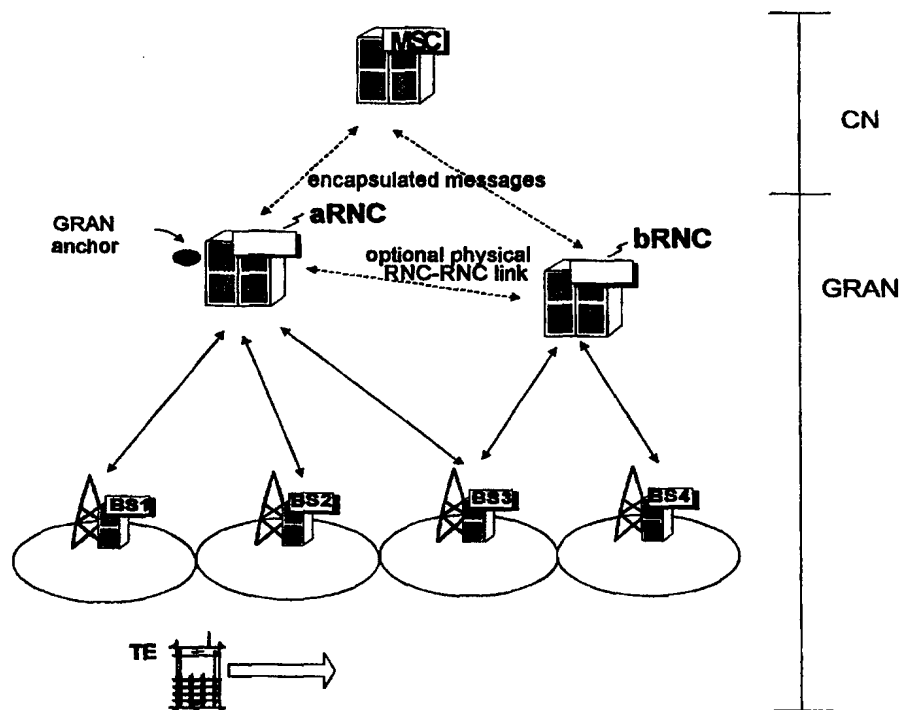 MSC
CN
encapsulated messages
aRNC
GRAN
anchor
bRNC
optional physical
RNC-RNC link
GRAN
BS1
BS2
BS3
BS4
TE